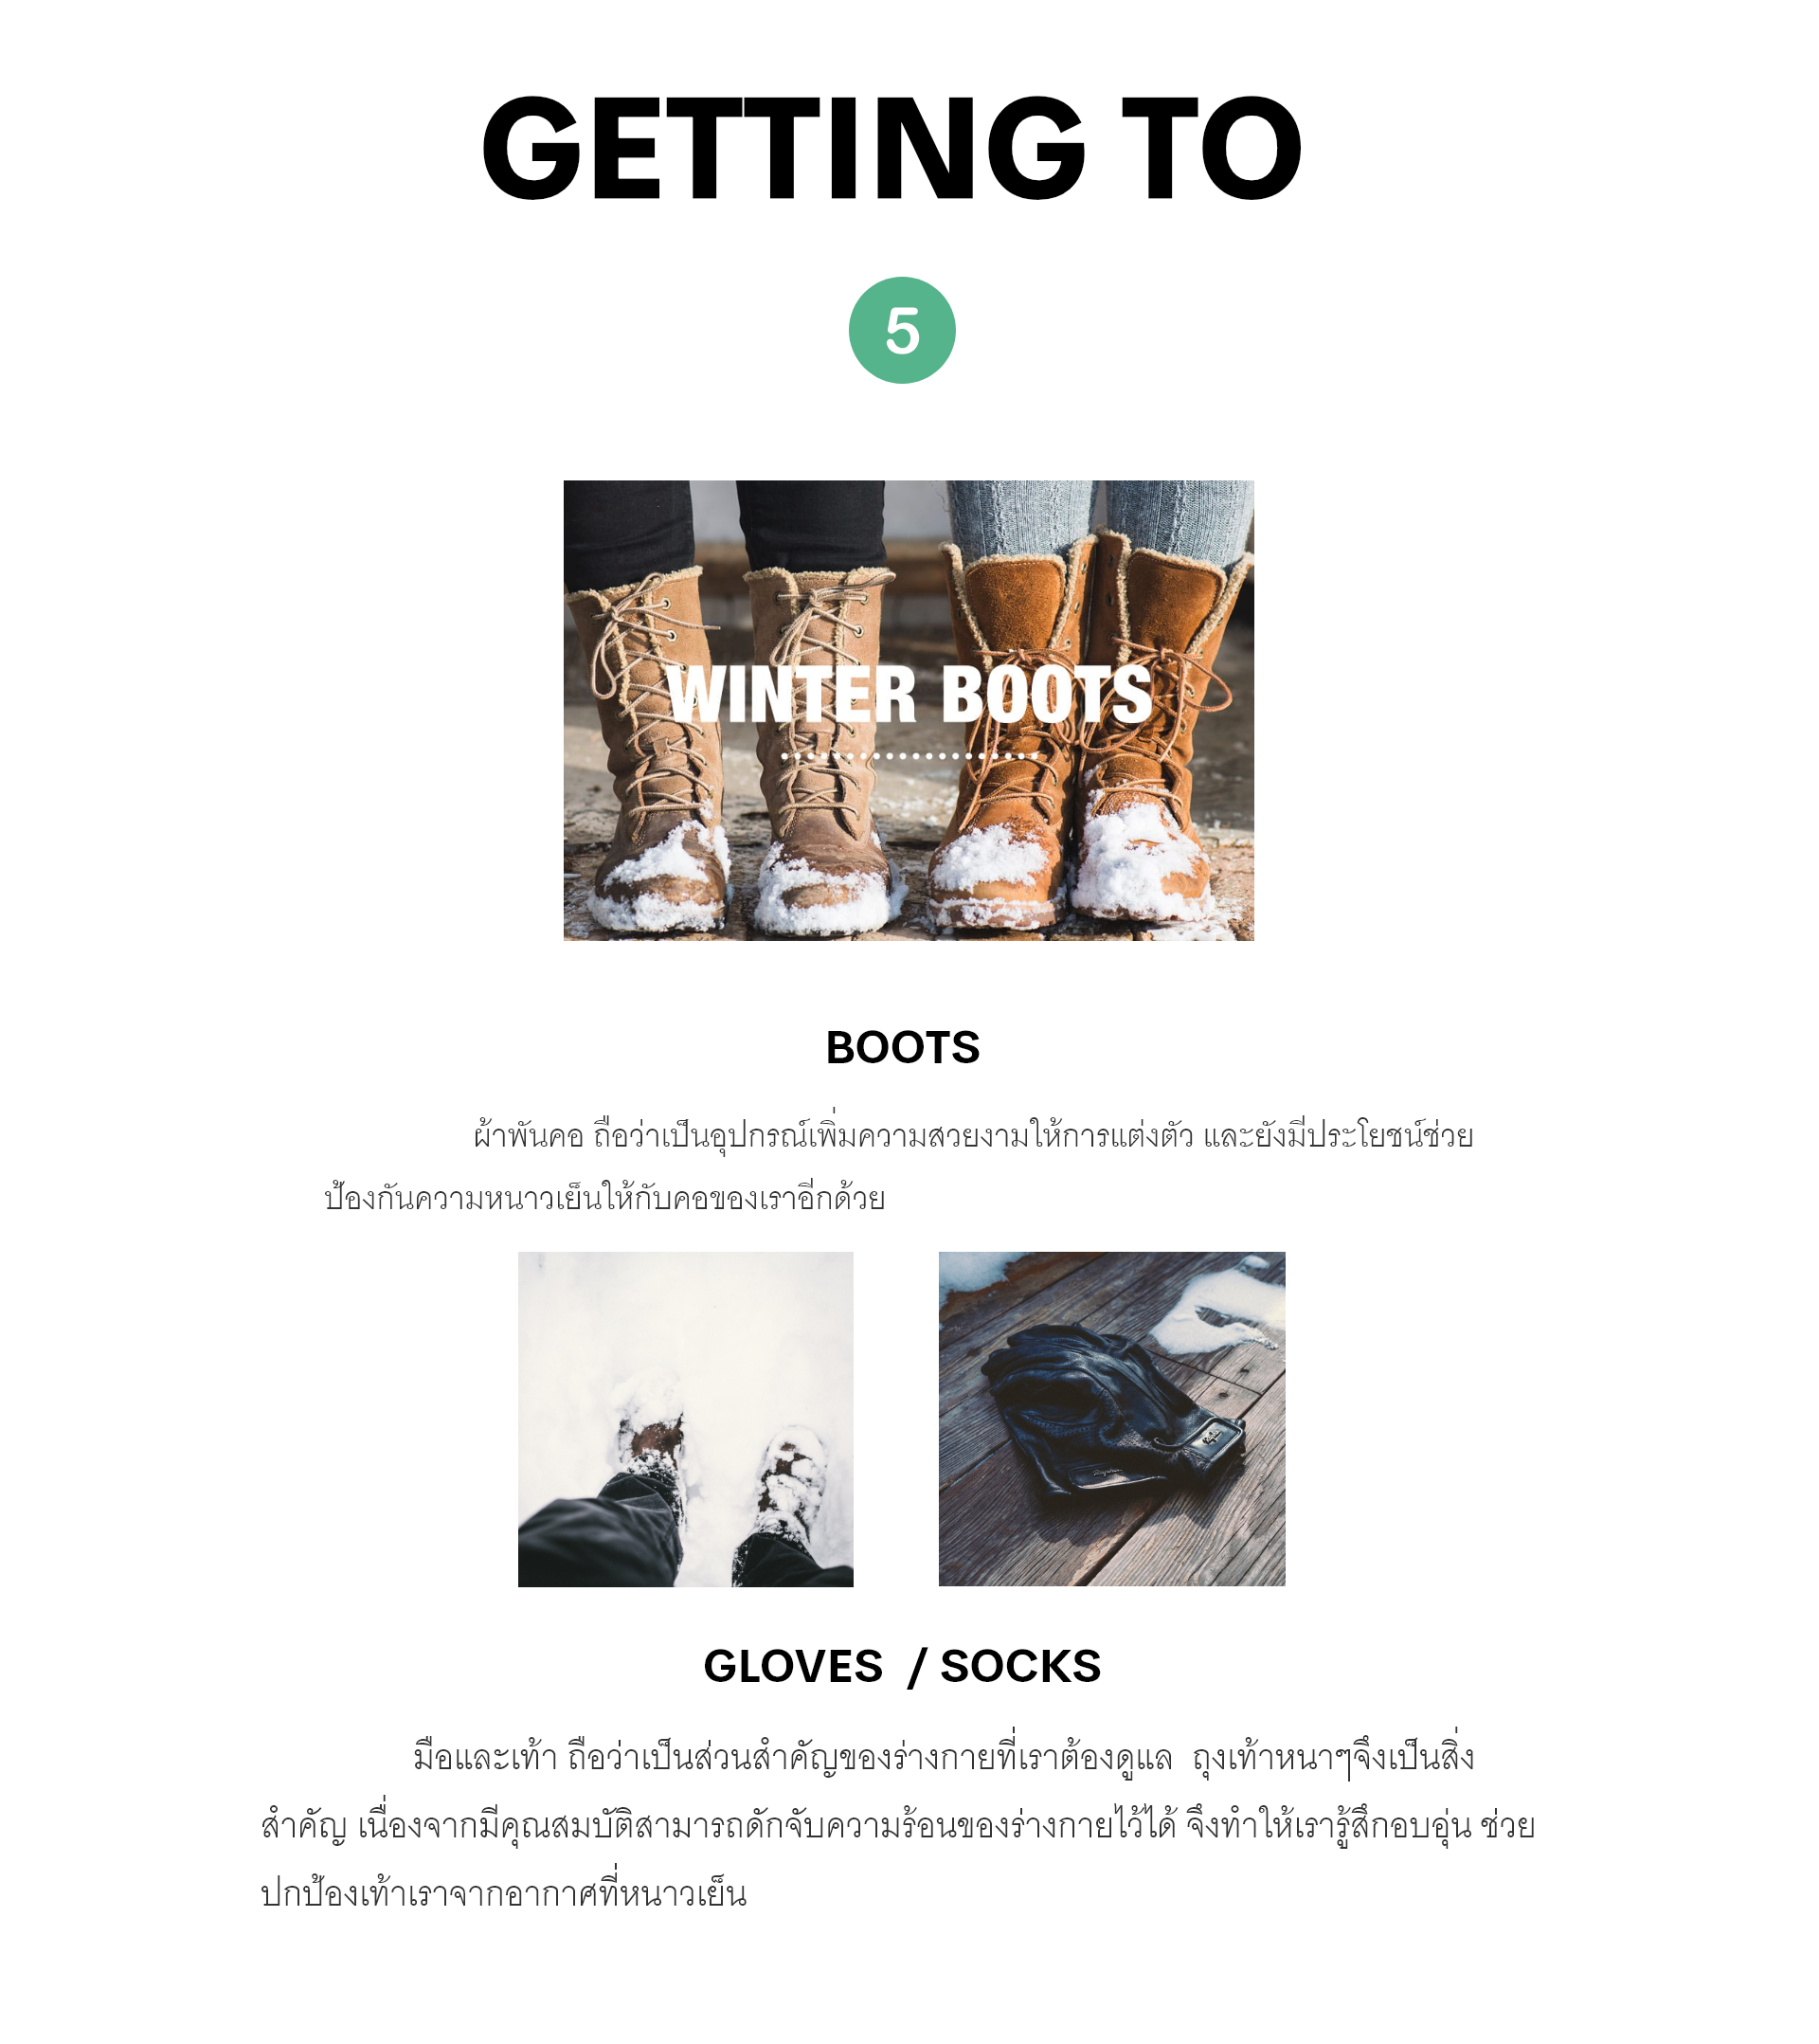 GETTING TO
5
WINTER BOOTS
BOOTS
ผ้าพันคอ ถือว่าเป็นอุปกรณ์เพิ่มความสวยงามให้การแต่งตัว และยังมีประโยชน์ช่วย
ป้องกันความหนาวเย็นให้กับคอของเราอีกด้วย
GLOVES / SOCKS
มือและเท้า ถือว่าเป็นส่วนสำคัญของร่างกายที่เราต้องดูแล ถุงเท้าหนาๆจึงเป็นสิ่ง
สำคัญ เนื่องจากมีคุณสมบัติสามารถดักจับความร้อนของร่างกายไว้ได้ จึงทำให้เรารู้สึกอบอุ่น ช่วย
ปกป้องเท้าเราจากอากาศที่หนาวเย็น